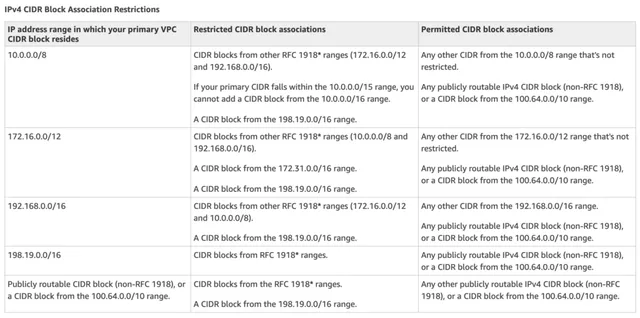 IPv4 CIDR Block Association Restrictions
IP address range in which your primary VPC
CIDR block resides
Restricted CIDR block associations
Permitted CIDR block associations
10.0.0.0/8
CIDR blocks from other RFC 1918* ranges (172.16.0.0/12
and 192.168.0.0/16).
If your primary CIDR falls within the 10.0.0.0/15 range, you
cannot add a CIDR block from the 10.0.0.0/16 range.
A CIDR block from the 198.19.0.0/16 range.
Any other CIDR from the 10.0.0.0/8 range that's not
restricted.
Any publicly routable IPv4 CIDR block (non-RFC 1918),
or a CIDR block from the 100.64.0.0/10 range.
172.16.0.0/12
CIDR blocks from other RFC 1918* ranges (10.0.0.0/8 and
192.168.0.0/16).
A CIDR block from the 172.31.0.0/16 range.
A CIDR block from the 198.19.0.0/16 range.
Any other CIDR from the 172.16.0.0/12 range that's not
restricted.
Any publicly routable IPv4 CIDR block (non-RFC 1918),
or a CIDR block from the 100.64.0.0/10 range.
192.168.0.0/16
CIDR blocks from other RFC 1918* ranges (172.16.0.0/12
and 10.0.0.0/8).
A CIDR block from the 198.19.0.0/16 range.
Any other CIDR from the 192.168.0.0/16 range.
Any publicly routable IPv4 CIDR block (non-RFC 1918),
or a CIDR block from the 100.64.0.0/10 range.
198.19.0.0/16
CIDR blocks from RFC 1918* ranges.
Any publicly routable IPv4 CIDR block (non-RFC 1918),
or a CIDR block from the 100.64.0.0/10 range.
Publicly routable CIDR block (non-RFC 1918), or
a CIDR block from the 100.64.0.0/10 range.
CIDR blocks from the RFC 1918* ranges.
A CIDR block from the 198.19.0.0/16 range.
Any other publicly routable IPv4 CIDR block (non-RFC
1918), or a CIDR block from the 100.64.0.0/10 range.